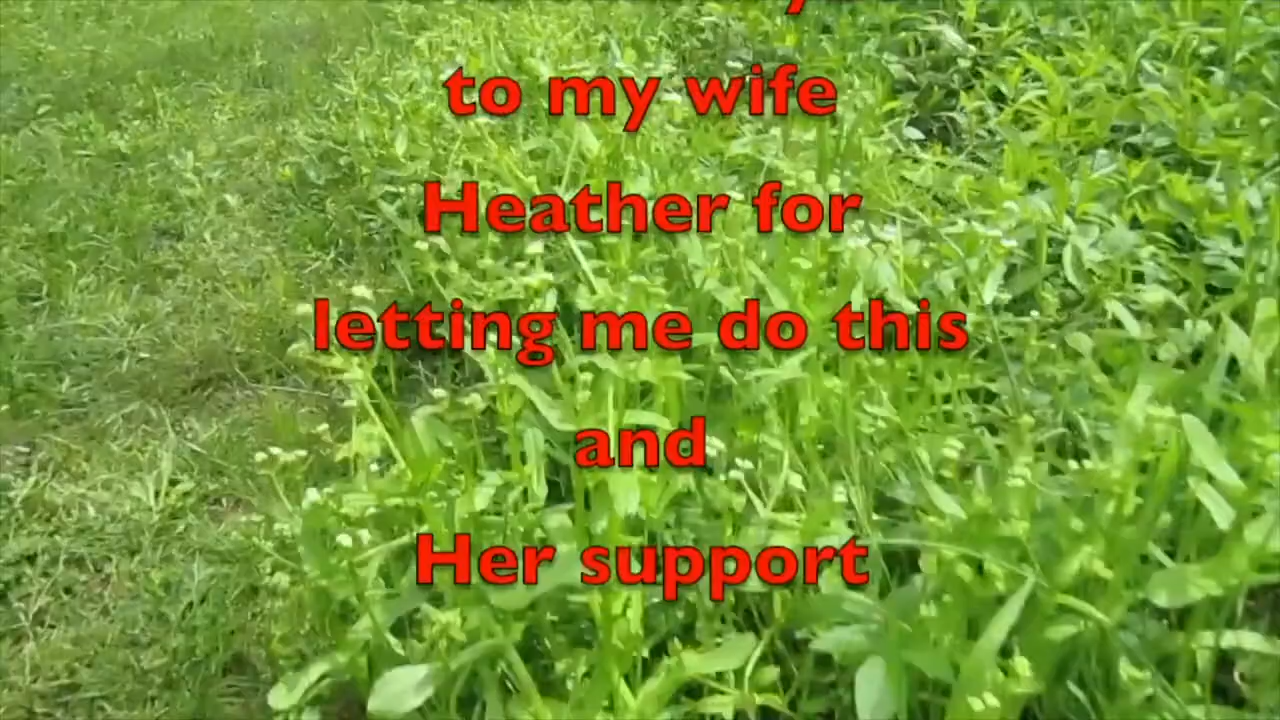 to my wife
Heather for
letting me do this
and
Her support